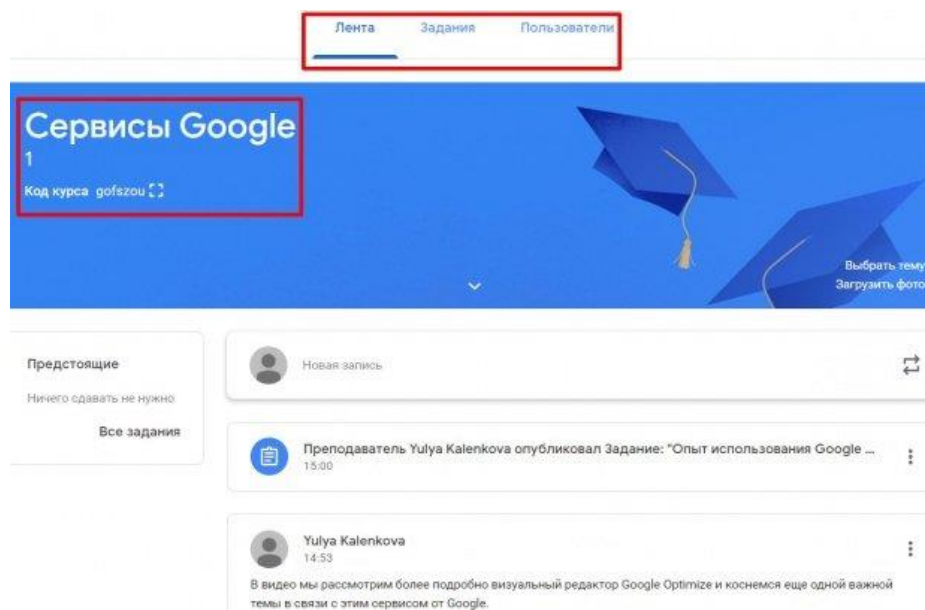 Лента Задания Пользователи
Сервисы Google
1
Код курса gofszou
Выбрать тему
Загрузить фото
Предстоящие
Ничего сдавать не нужно
Все задания
Новая запись
Преподаватель Yulya Kalenkova опубликовал Задание: "Опыт использования Google ...
15:00
Yulya Kalenkova
14:53
В видео мы рассмотрим более подробно визуальный редактор Google Optimize и коснемся еще одной важной
темы в связи с этим сервисом от Google.